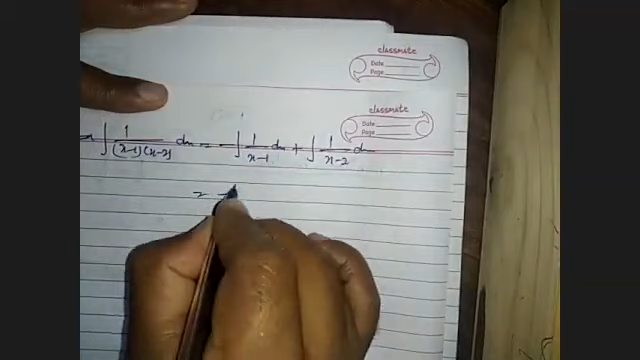 classmate
Date
Page
classmate
Date
Page
∫ 1/((x-1)(x-2)) dx = - ∫ 1/(x-1) dx + ∫ 1/(x-2) dx
= -